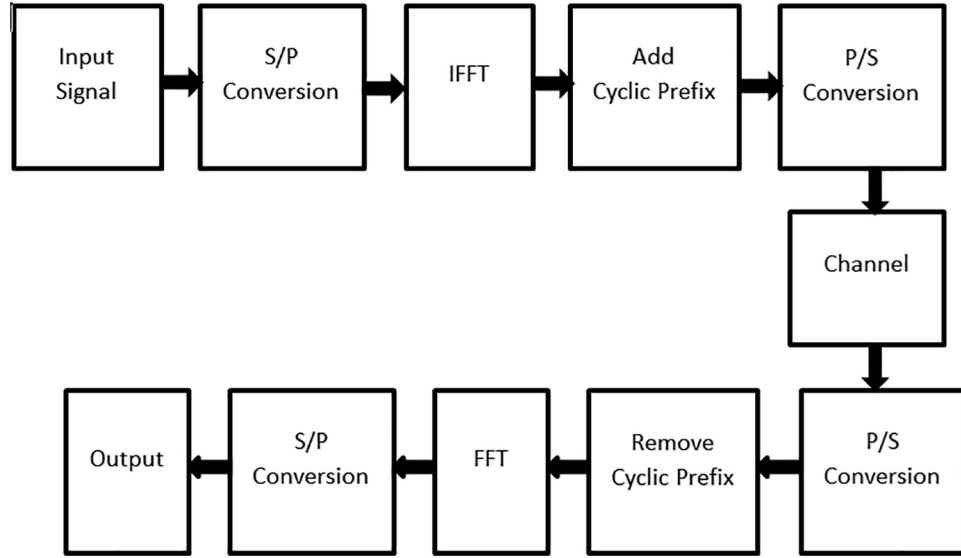 Input
Signal
S/P
Conversion
IFFT
Add
Cyclic Prefix
P/S
Conversion
Channel
P/S
Conversion
Remove
Cyclic Prefix
FFT
S/P
Conversion
Output